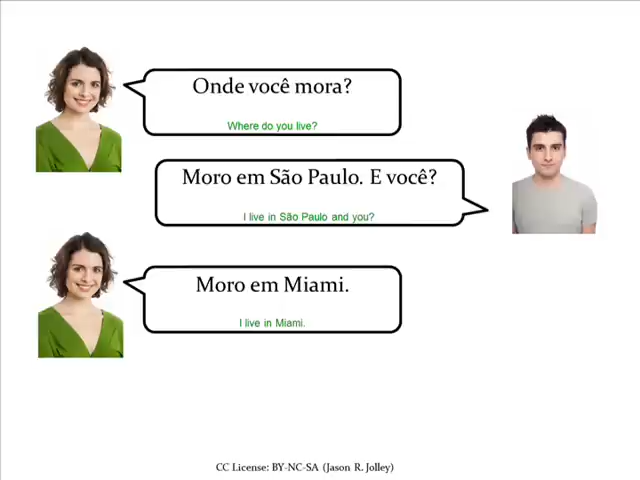 Onde você mora?
Where do you live?
Moro em São Paulo. E você?
I live in São Paulo and you?
Moro em Miami.
I live in Miami.
CC License: BY-NC-SA (Jason R. Jolley)